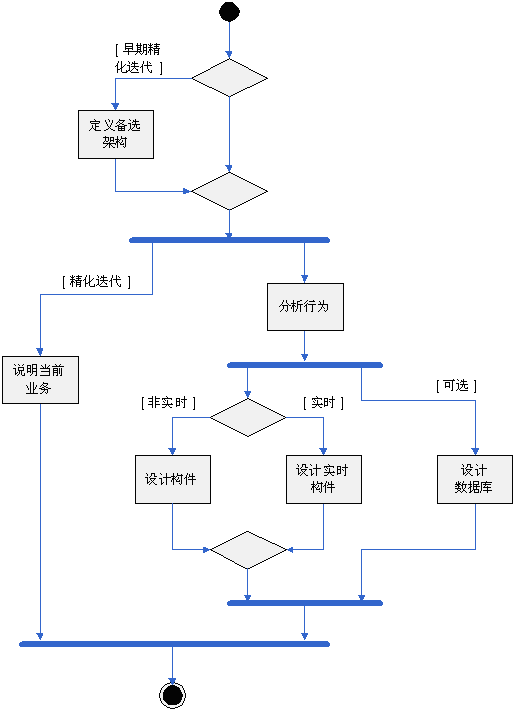 [ 早期精
化迭代 ]
定义备选
架构
[ 精化迭代 ]
分析行为
说明当前
业务
[ 可选 ]
[ 非实时 ]
[ 实时 ]
设计构件
设计实时
构件
设计
数据库